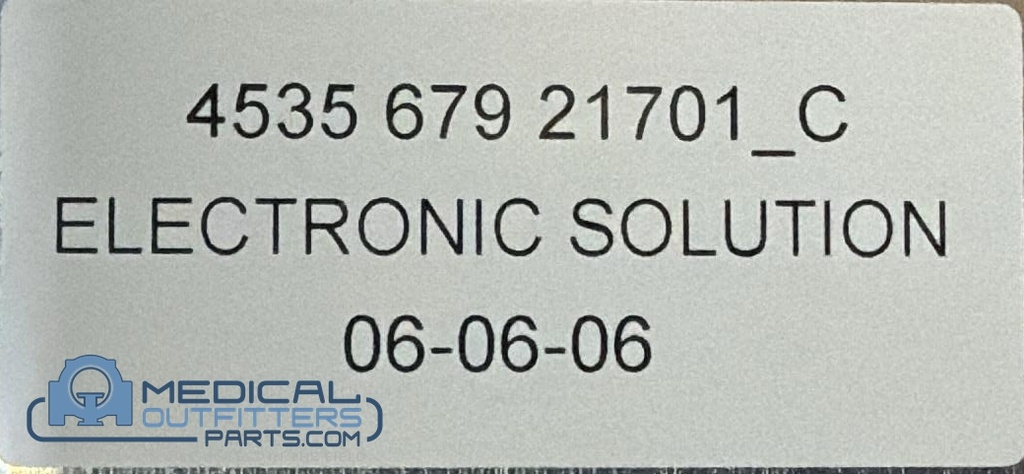 4535 679 21701_C
ELECTRONIC SOLUTION
06-06-06
MEDICAL
OUTFITTERS
PARTS.COM